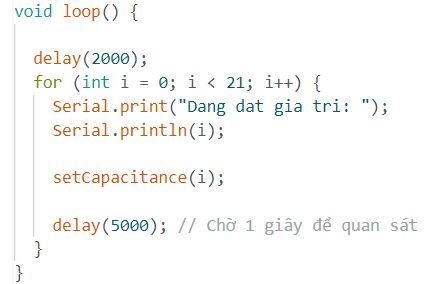 void loop() {
delay(2000);
for (int i = 0; i < 21; i++) {
Serial.print("Dang dat gia tri: ");
Serial.println(i);
setCapacitance(i);
delay(5000); // Chờ 1 giây để quan sát
}
}